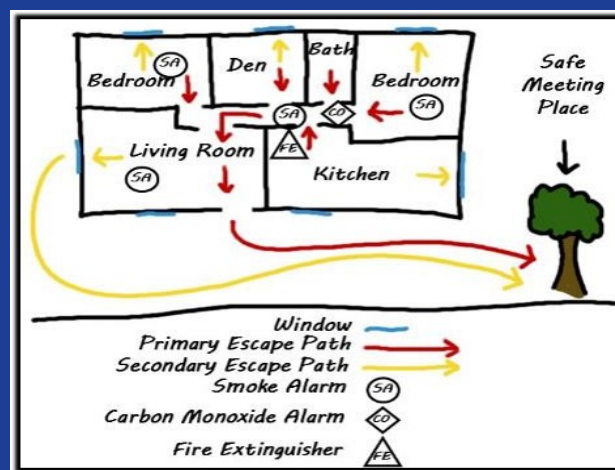 Bedroom
SA
Den
Bath
Bedroom
SA
SA
CO
FE
Living Room
SA
Kitchen
Safe
Meeting
Place
Window
Primary Escape Path
Secondary Escape Path
Smoke Alarm SA
Carbon Monoxide Alarm CO
Fire Extinguisher FE